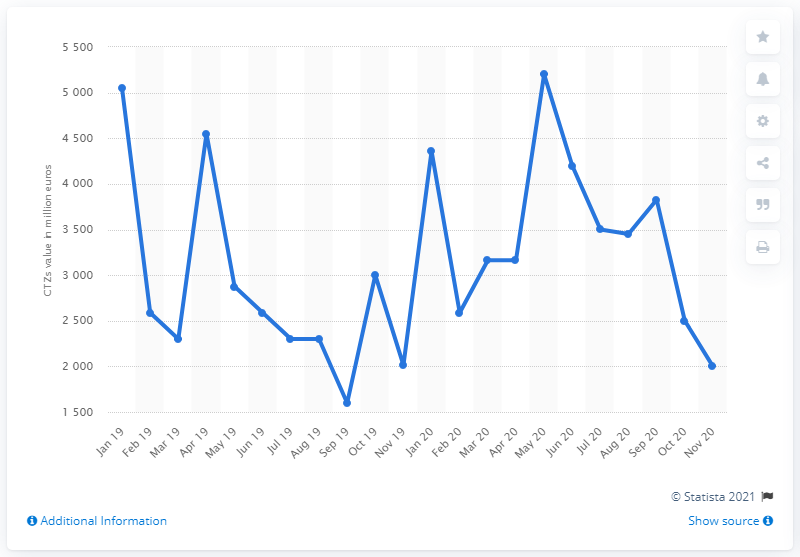 5 500
5 000
4 500
4 000
3 500
3 000
2 500
2 000
1 500
CTZs value in million euros
Jan 19
Feb 19
Mar 19
Apr 19
May 19
Jun 19
Jul 19
Aug 19
Sep 19
Oct 19
Nov 19
Jan 20
Feb 20
Mar 20
Apr 20
May 20
Jun 20
Jul 20
Aug 20
Sep 20
Oct 20
Nov 20
© Statista 2021
Additional Information
Show source